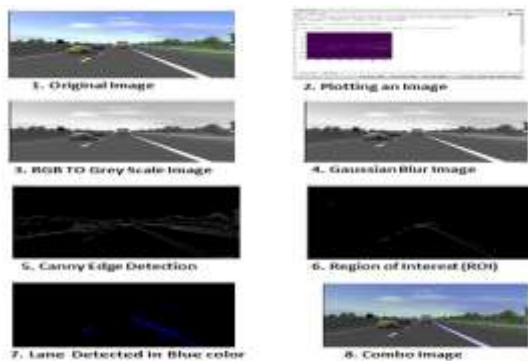 1. Original Image
2. Plotting an Image
3. RGB TO Grey Scale Image
4. Gaussian Blur Image
5. Canny Edge Detection
6. Region of Interest (ROI)
7. Lane Detected in Blue color
8. Combo Image